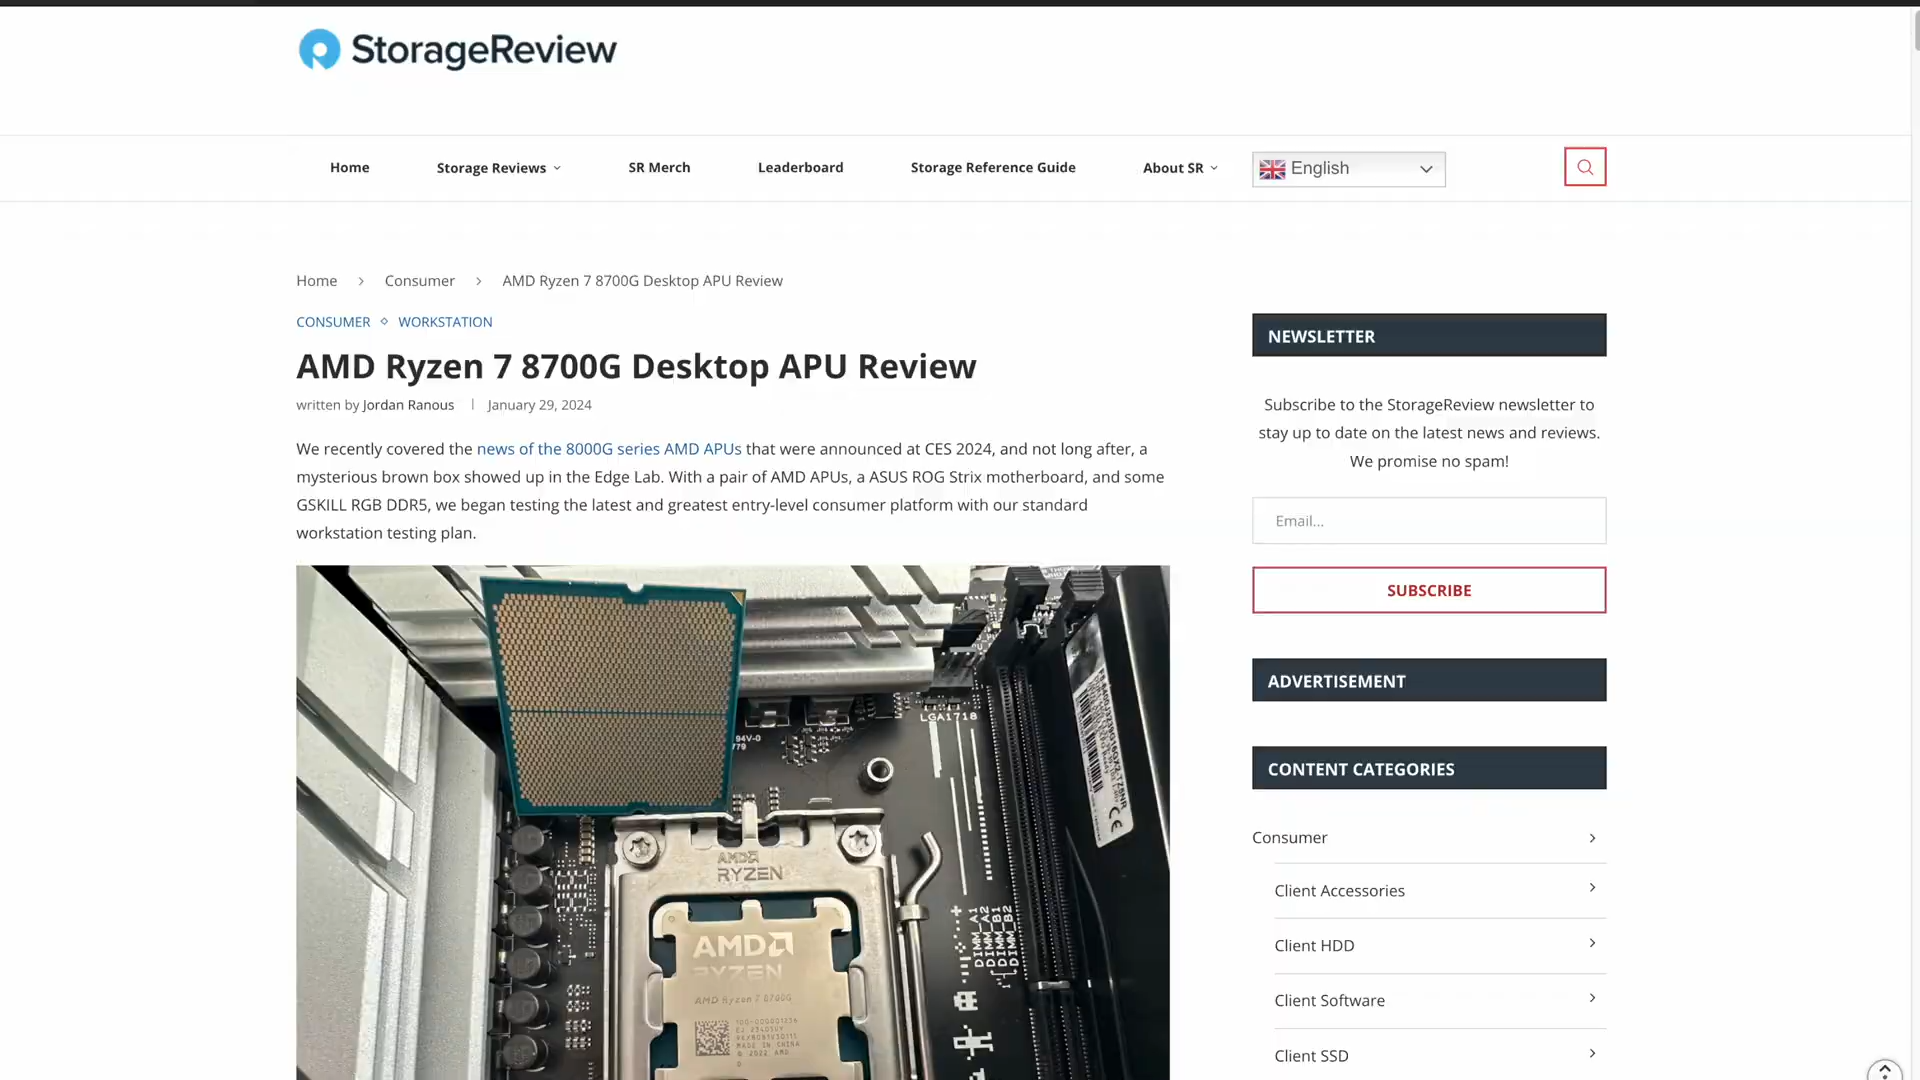 StorageReview
Home
Storage Reviews
SR Merch
Leaderboard
Storage Reference Guide
About SR
English
Home > Consumer > AMD Ryzen 7 8700G Desktop APU Review
CONSUMER ◇ WORKSTATION
AMD Ryzen 7 8700G Desktop APU Review
written by Jordan Ranous | January 29, 2024
We recently covered the news of the 8000G series AMD APUs that were announced at CES 2024, and not long after, a
mysterious brown box showed up in the Edge Lab. With a pair of AMD APUs, a ASUS ROG Strix motherboard, and some
GSKILL RGB DDR5, we began testing the latest and greatest entry-level consumer platform with our standard
workstation testing plan.
LGA1718
94V-0
AMD
RYZEN
DIMM_A1
DIMM_A2
DIMM_B1
DIMM_B2
AMD
RYZEN
AMD Ryzen 7 8700G
MADE IN CHINA
© 2022 AMD
NEWSLETTER
Subscribe to the StorageReview newsletter to
stay up to date on the latest news and reviews.
We promise no spam!
Email...
SUBSCRIBE
ADVERTISEMENT
CONTENT CATEGORIES
Consumer
Client Accessories
Client HDD
Client Software
Client SSD